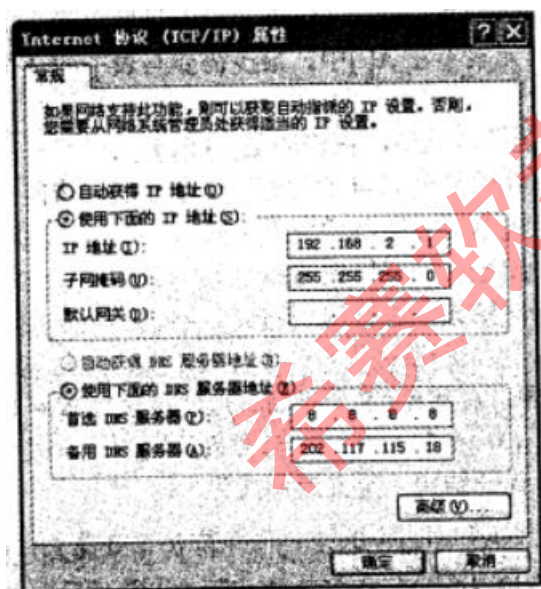 Internet 协议 (TCP/IP) 属性
常规
如果网络支持此功能，则可以获取自动指派的 IP 设置。否则，
您需要从网络系统管理员处获得适当的 IP 设置。
自动获得 IP 地址(O)
使用下面的 IP 地址(S):
IP 地址(I): 192 .168 . 2 . 1
子网掩码(U): 255 .255 .255 . 0
默认网关(D): . . .
自动获得 DNS 服务器地址(B)
使用下面的 DNS 服务器地址(E)
首选 DNS 服务器(P): 8 . 8 . 8 . 8
备用 DNS 服务器(A): 202 .117 .115 . 18
高级(V)...
确定 取消
希赛软